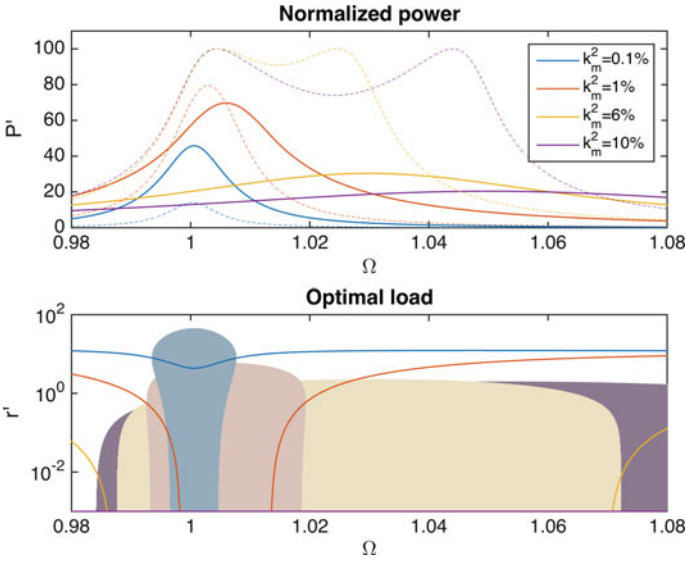 Normalized power
100
80
60
40
20
0
P'
0.98 1 1.02 1.04 1.06 1.08
Ω
k²ₘ=0.1%
k²ₘ=1%
k²ₘ=6%
k²ₘ=10%
Optimal load
10²
10⁰
10⁻²
r'
0.98 1 1.02 1.04 1.06 1.08
Ω